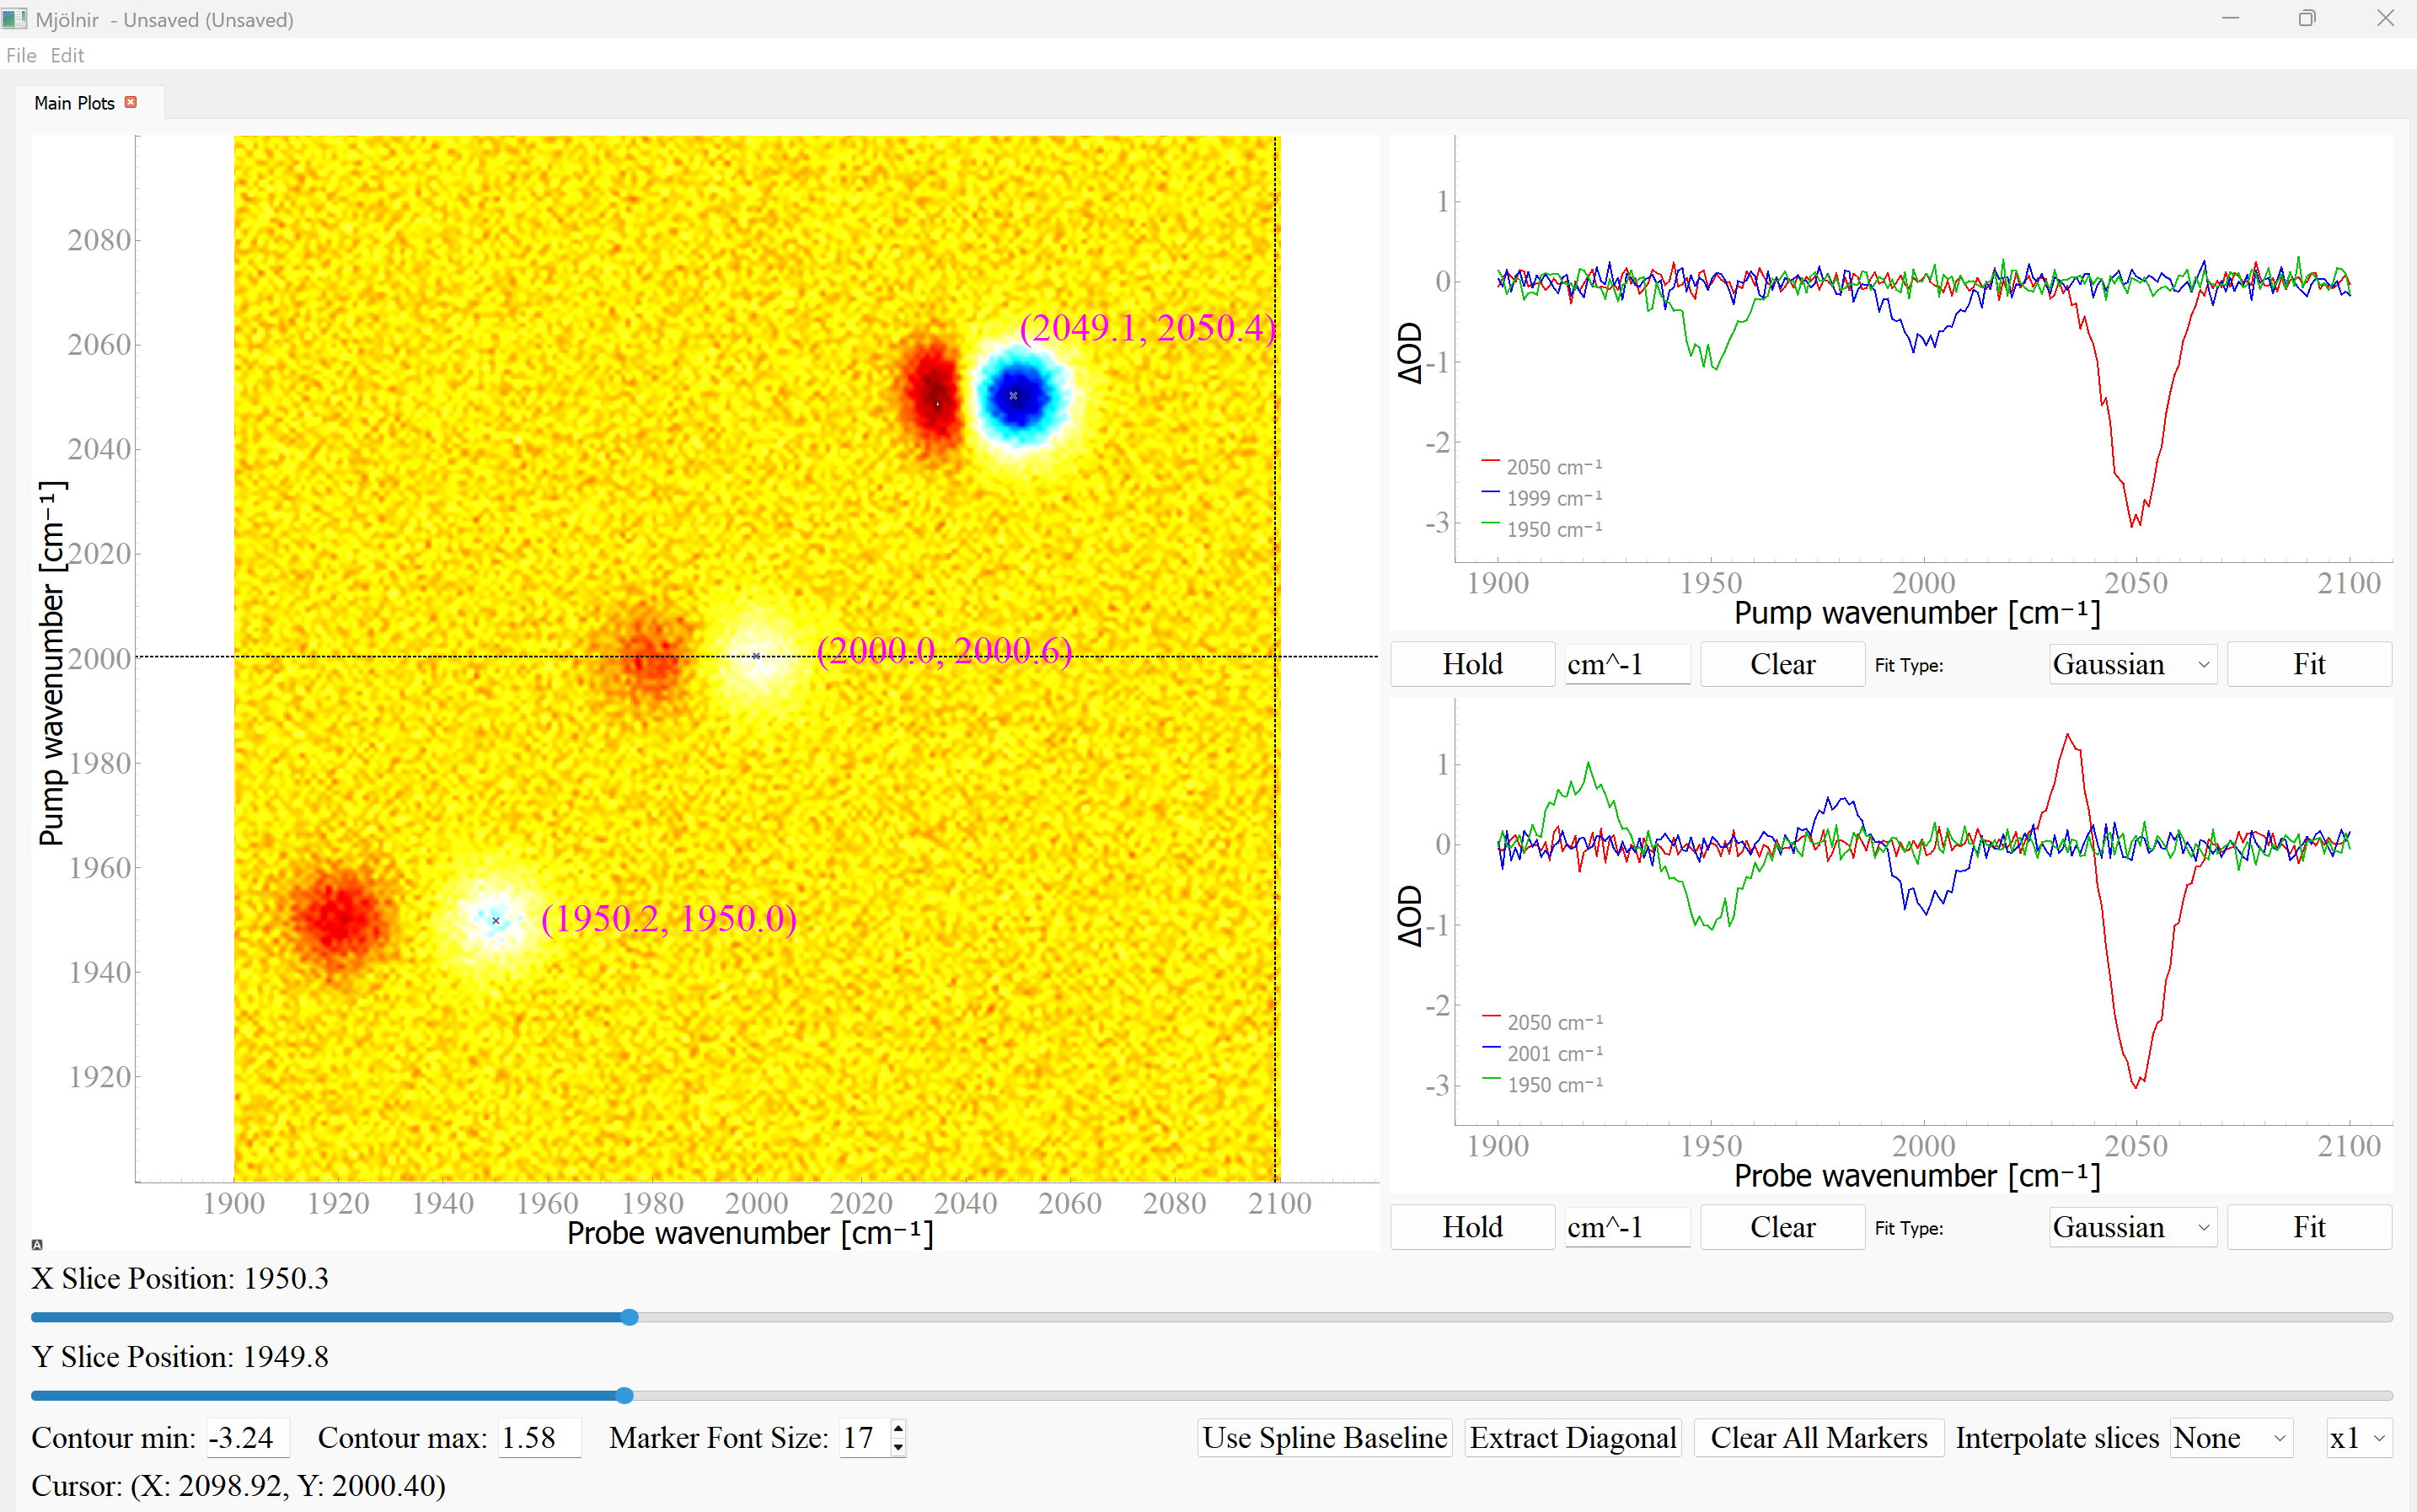 Mjölnir - Unsaved (Unsaved)
File Edit
Main Plots
Pump wavenumber [cm⁻¹]
2080
2060
2040
2020
2000
1980
1960
1940
1920
(2049.1, 2050.4)
(2000.0, 2000.6)
(1950.2, 1950.0)
1900 1920 1940 1960 1980 2000 2020 2040 2060 2080 2100
Probe wavenumber [cm⁻¹]
A
ΔOD
1
0
-1
-2
-3
2050 cm⁻¹
1999 cm⁻¹
1950 cm⁻¹
1900 1950 2000 2050 2100
Pump wavenumber [cm⁻¹]
Hold cm^-1 Clear Fit Type: Gaussian Fit
ΔOD
1
0
-1
-2
-3
2050 cm⁻¹
2001 cm⁻¹
1950 cm⁻¹
1900 1950 2000 2050 2100
Probe wavenumber [cm⁻¹]
Hold cm^-1 Clear Fit Type: Gaussian Fit
X Slice Position: 1950.3
Y Slice Position: 1949.8
Contour min: -3.24 Contour max: 1.58 Marker Font Size: 17 Use Spline Baseline Extract Diagonal Clear All Markers Interpolate slices None x1
Cursor: (X: 2098.92, Y: 2000.40)